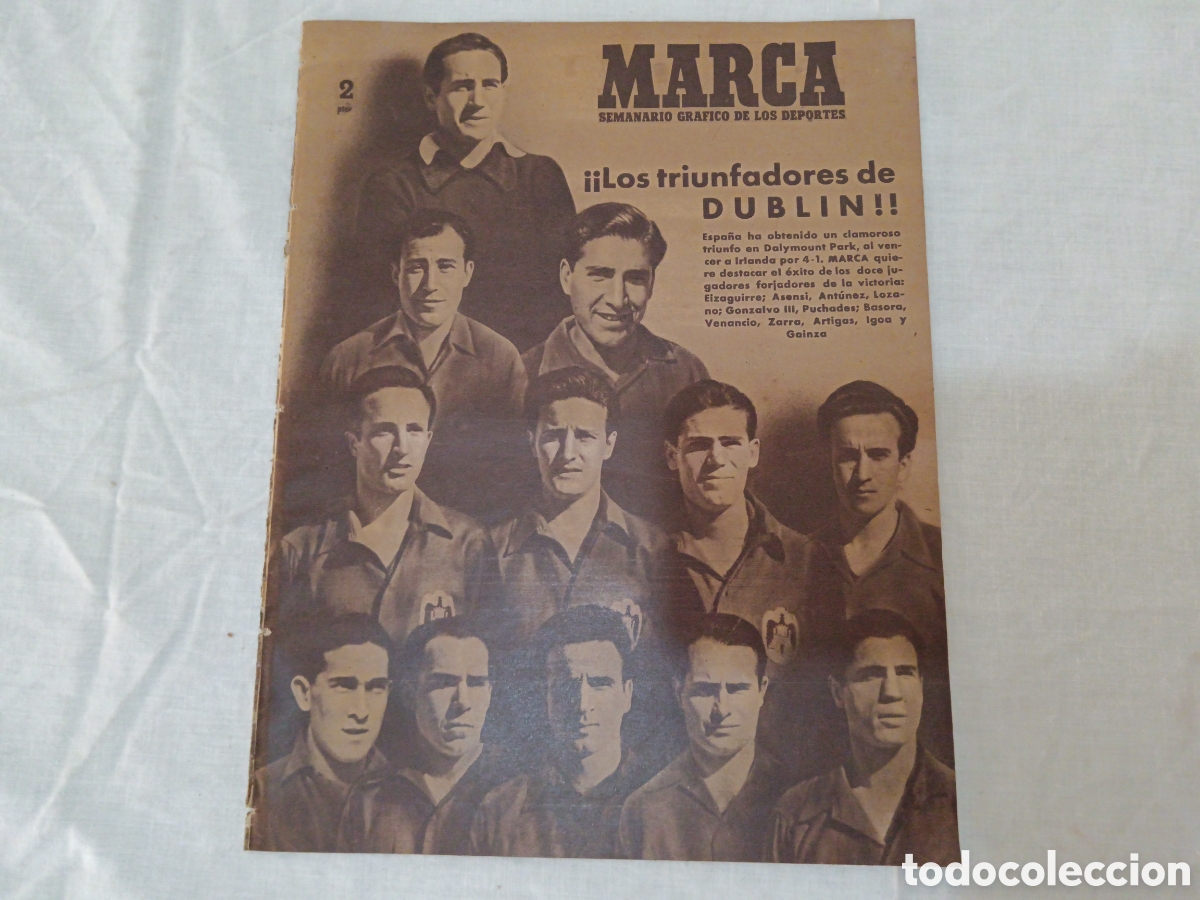 2
pts
MARCA
SEMANARIO GRAFICO DE LOS DEPORTES
¡¡Los triunfadores de
DUBLIN!!
España ha obtenido un clamoroso
triunfo en Dalymount Park, al ven-
cer a Irlanda por 4-1. MARCA quie-
re destacar el éxito de los doce ju-
gadores forjadores de la victoria:
Eizaguirre; Asensi, Antúnez, Loza-
no; Gonzalvo III, Puchades; Basora,
Venancio, Zarra, Artigas, Igoa y
Gainza
todocoleccion